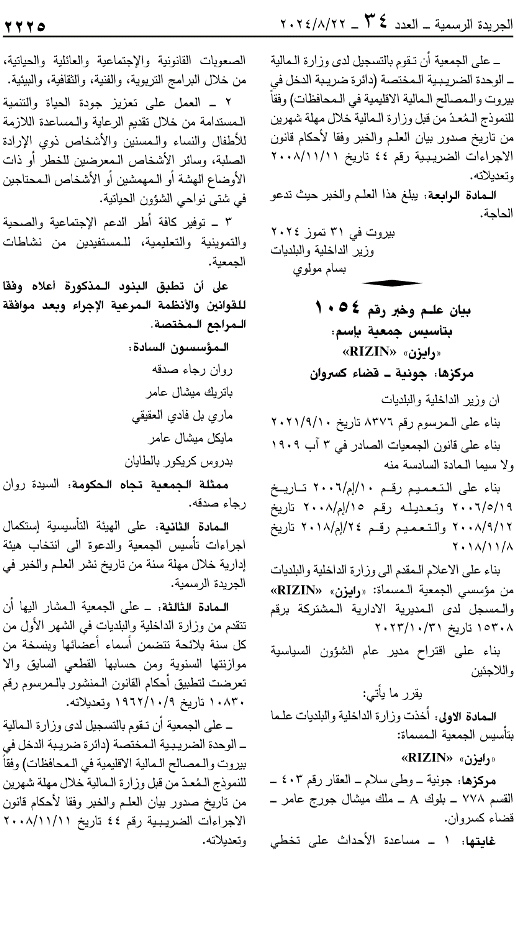 الجريدة الرسمية ــ العدد ٣٤ ــ ٢٠٢٤/٨/٢٢
٢٢٢٥
ــ على الجمعية أن تقوم بالتسجيل لدى وزارة المالية
ــ الوحدة الضريبية المختصة (دائرة ضريبة الدخل في
بيروت والمصالح المالية الاقليمية في المحافظات) وفقاً
للنموذج المُعدّ من قبل وزارة المالية خلال مهلة شهرين
من تاريخ صدور بيان العلم والخبر وفقا لأحكام قانون
الاجراءات الضريبية رقم ٤٤ تاريخ ٢٠٠٨/١١/١١
وتعديلاته.
المادة الرابعة: يبلغ هذا العلم والخبر حيث تدعو
الحاجة.
بيروت في ٣١ تموز ٢٠٢٤
وزير الداخلية والبلديات
بسام مولوي
بيان علم وخبر رقم ١٠٥٤
بتأسيس جمعية بإسم:
«رايزن» «RIZIN»
مركزها: جونية – قضاء كسروان
ان وزير الداخلية والبلديات
بناء على المرسوم رقم ٨٣٧٦ تاريخ ٢٠٢١/٩/١٠
بناء على قانون الجمعيات الصادر في ٣ آب ١٩٠٩
ولا سيما المادة السادسة منه
بناء على التعميم رقم ١٠/إم/٢٠٠٦ تاريخ
٢٠٠٦/٥/١٩ وتعديله رقم ١٥/إم/٢٠٠٨ تاريخ
٢٠٠٨/٩/١٢ والتعميم رقم ٢٤/إم/٢٠١٨ تاريخ
٢٠١٨/١١/٨
بناء على الاعلام المقدم الى وزارة الداخلية والبلديات
من مؤسسي الجمعية المسماة: «رايزن» «RIZIN»
والمسجل لدى المديرية الادارية المشتركة برقم
١٥٣٠٨ تاريخ ٢٠٢٣/١٠/٣١
بناء على اقتراح مدير عام الشؤون السياسية
واللاجئين
يقرر ما يأتي:
المادة الاولى: أخذت وزارة الداخلية والبلديات علما
بتأسيس الجمعية المسماة:
«رايزن» «RIZIN»
مركزها: جونية ــ وطى سلام ــ العقار رقم ٤٠٣ ــ
القسم ٧٧٨ ــ بلوك A ــ ملك ميشال جورج عامر ــ
قضاء كسروان.
غايتها: ١ ــ مساعدة الأحداث على تخطي
الصعوبات القانونية والإجتماعية والعائلية والحياتية،
من خلال البرامج التربوية، والفنية، والثقافية، والبيئية.
٢ ــ العمل على تعزيز جودة الحياة والتنمية
المستدامة من خلال تقديم الرعاية والمساعدة اللازمة
للأطفال والنساء والمسنين والأشخاص ذوي الإرادة
الصلبة، وسائر الأشخاص المعرضين للخطر أو ذات
الأوضاع الهشة أو المهمشين أو الأشخاص المحتاجين
في شتى نواحي الشؤون الحياتية.
٣ ــ توفير كافة أطر الدعم الإجتماعية والصحية
والتموينية والتعليمية، للمستفيدين من نشاطات
الجمعية.
على أن تطبق البنود المذكورة أعلاه وفقا
للقوانين والأنظمة المرعية الإجراء وبعد موافقة
المراجع المختصة.
المؤسسون السادة:
روان رجاء صدقه
باتريك ميشال عامر
ماري بل فادي العقيقي
مايكل ميشال عامر
بدروس كريكور بالطايان
ممثلة الجمعية تجاه الحكومة: السيدة روان
رجاء صدقه.
المادة الثانية: على الهيئة التأسيسية إستكمال
اجراءات تأسيس الجمعية والدعوة الى انتخاب هيئة
إدارية خلال مهلة سنة من تاريخ نشر العلم والخبر في
الجريدة الرسمية.
المادة الثالثة: ــ على الجمعية المشار اليها أن
تتقدم من وزارة الداخلية والبلديات في الشهر الأول من
كل سنة بلائحة تتضمن أسماء أعضائها وبنسخة من
موازنتها السنوية ومن حسابها القطعي السابق والا
تعرضت لتطبيق أحكام القانون المنشور بالمرسوم رقم
١٠٨٣٠ تاريخ ١٩٦٢/١٠/٩ وتعديلاته.
ــ على الجمعية أن تقوم بالتسجيل لدى وزارة المالية
ــ الوحدة الضريبية المختصة (دائرة ضريبة الدخل في
بيروت والمصالح المالية الاقليمية في المحافظات) وفقاً
للنموذج المُعدّ من قبل وزارة المالية خلال مهلة شهرين
من تاريخ صدور بيان العلم والخبر وفقا لأحكام قانون
الاجراءات الضريبية رقم ٤٤ تاريخ ٢٠٠٨/١١/١١
وتعديلاته.